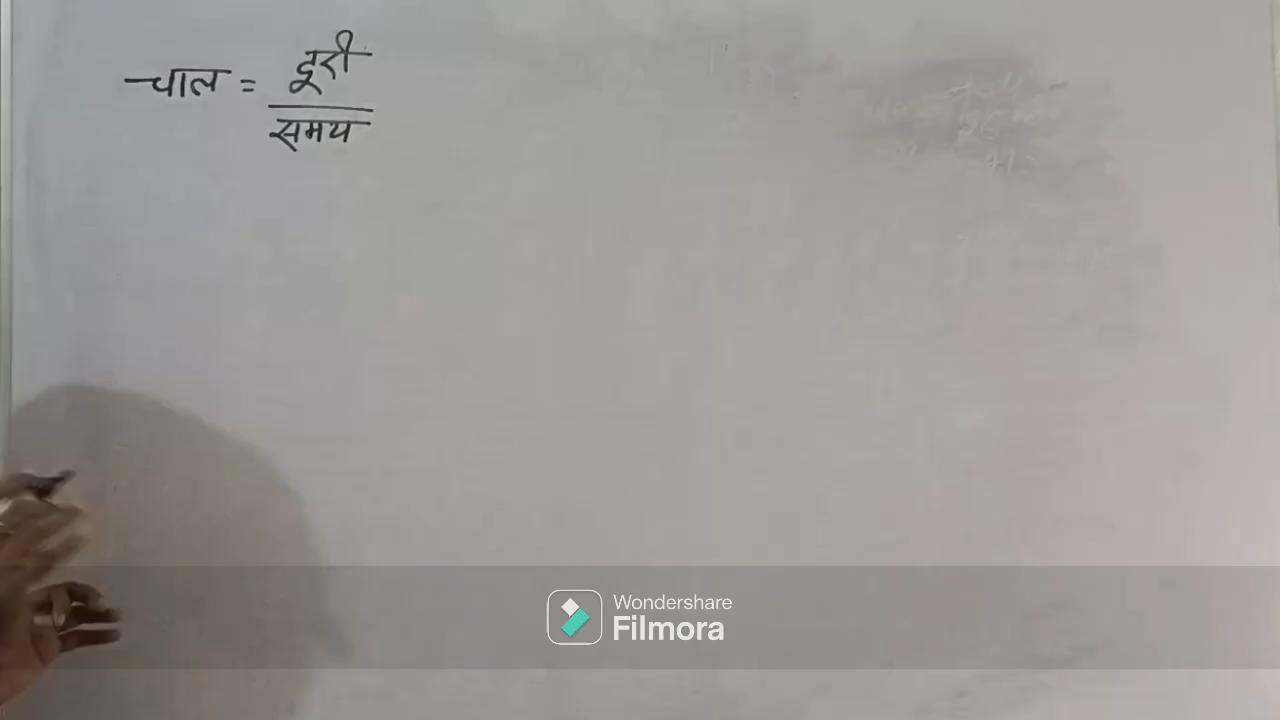 चाल = दूरी / समय
Wondershare
Filmora